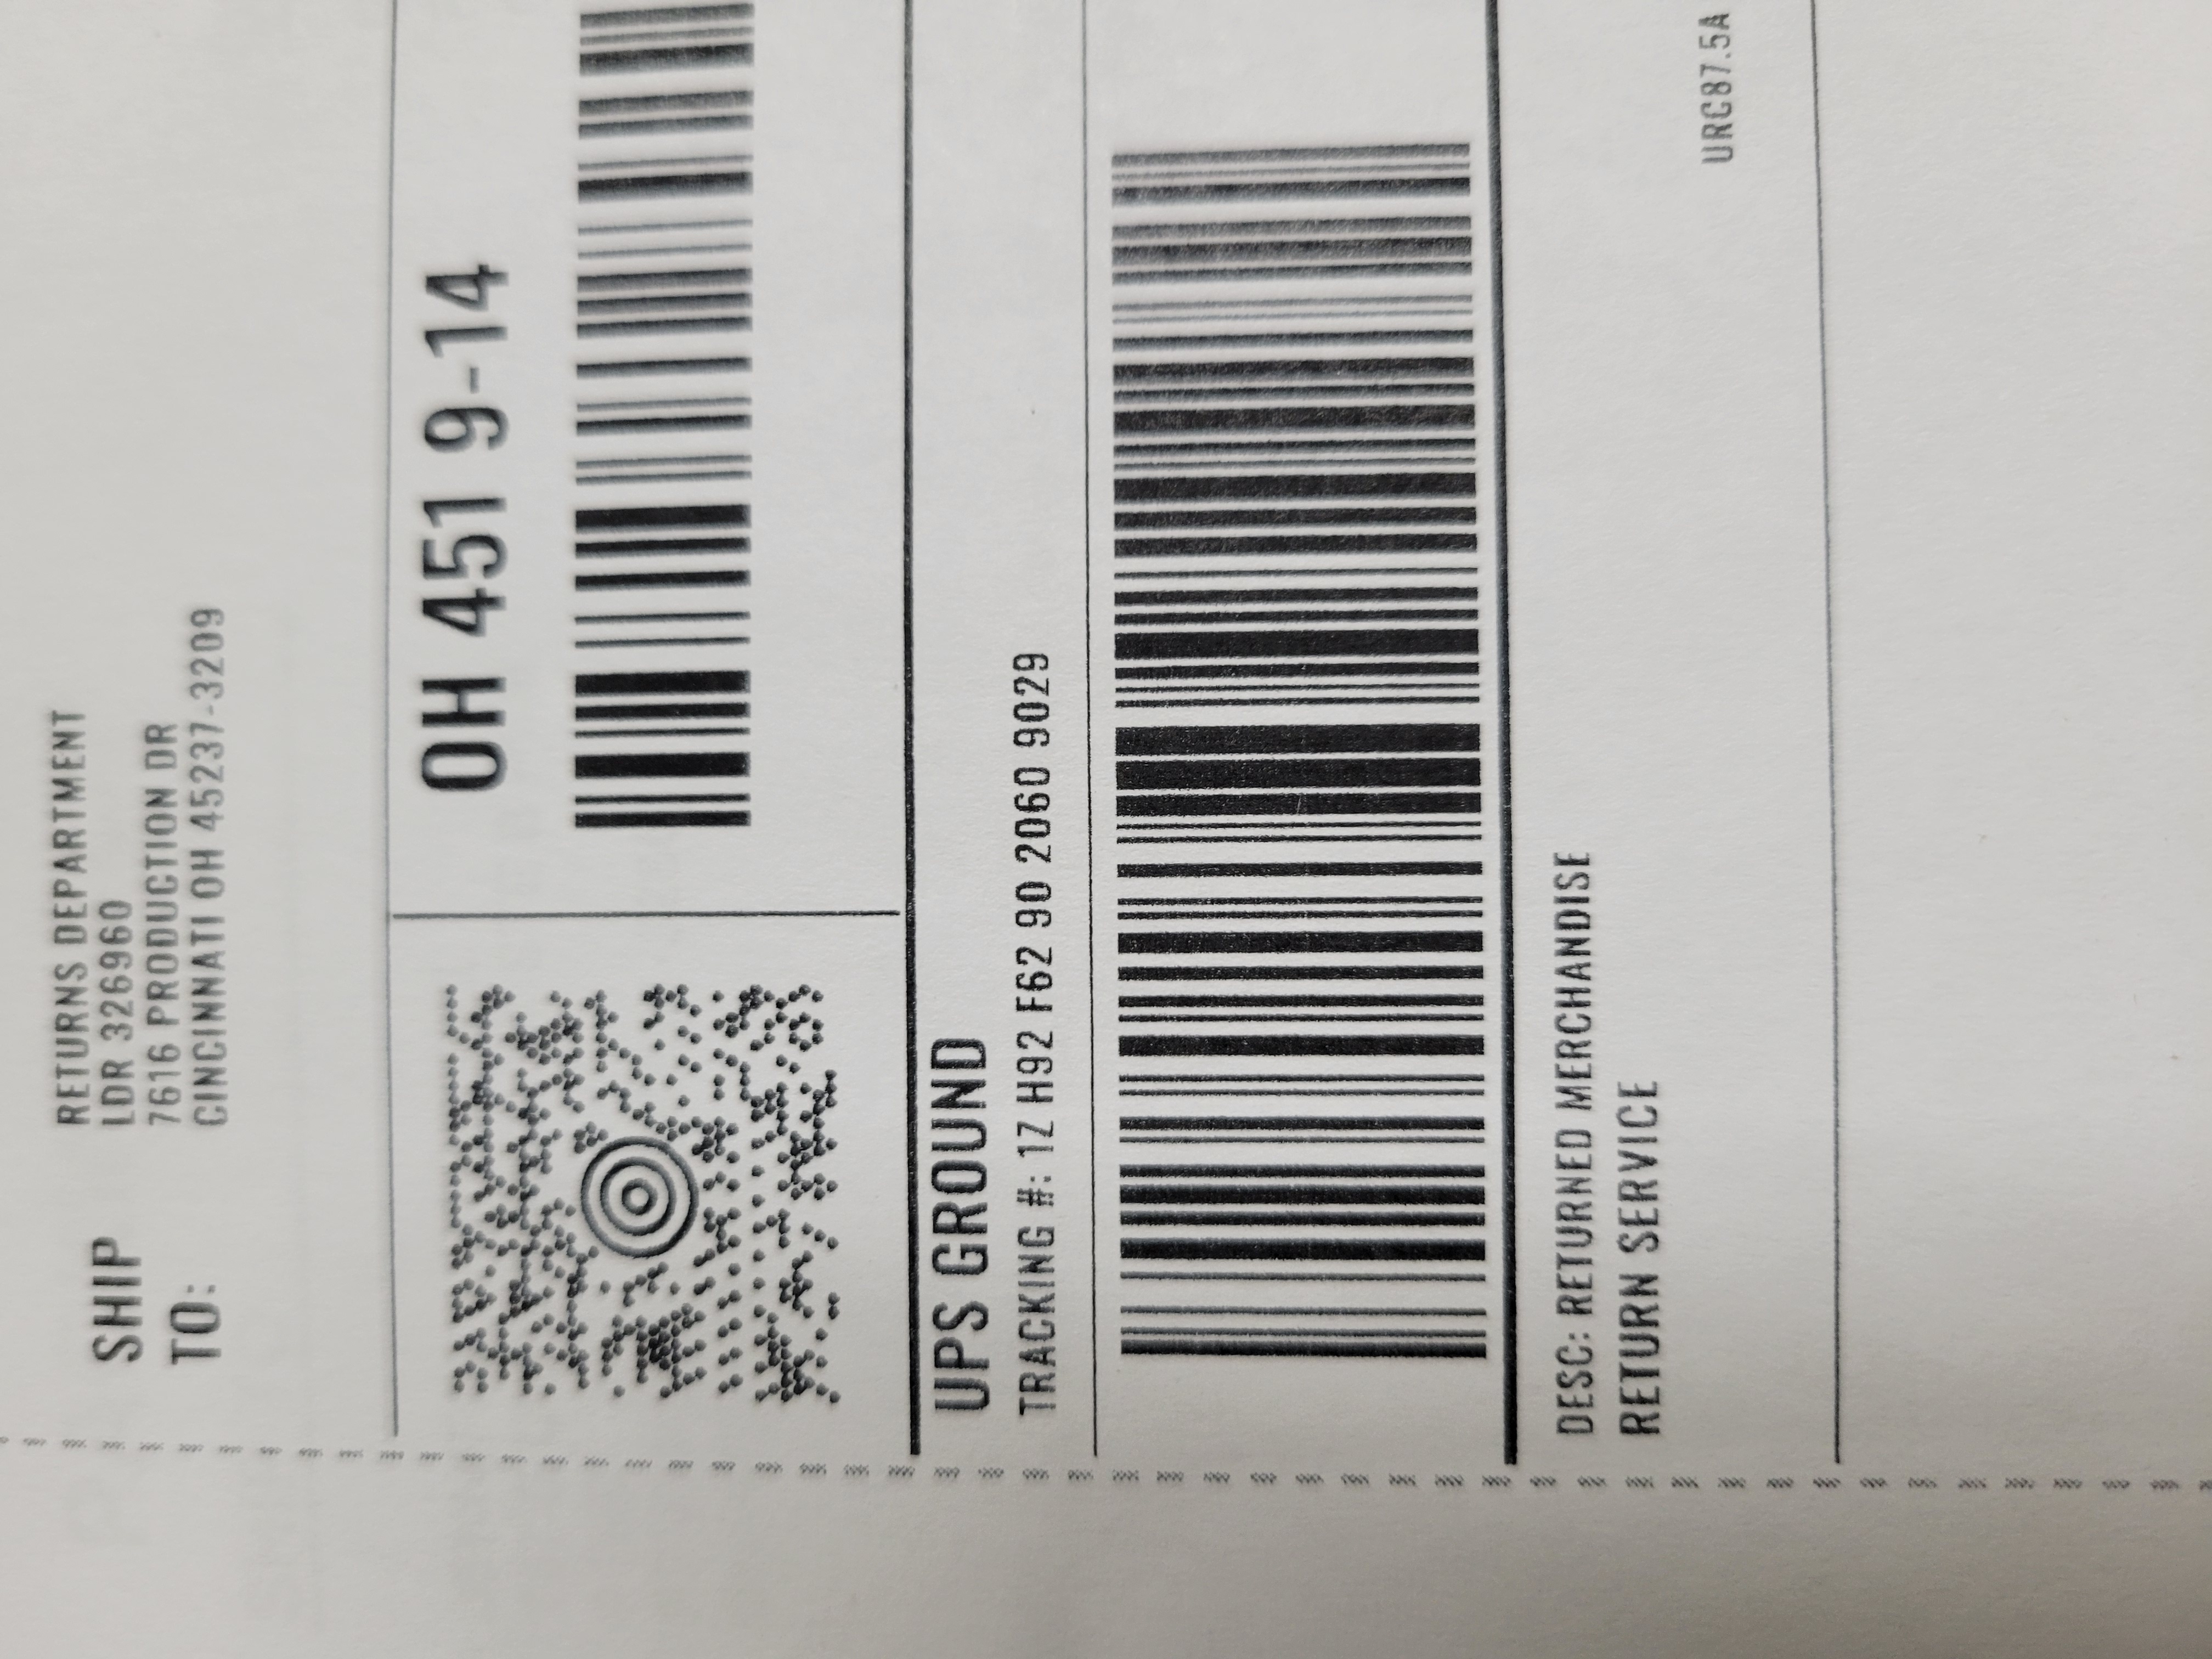 SHIP
TO:
RETURNS DEPARTMENT
LDR 326960
7616 PRODUCTION DR
CINCINNATI OH 45237-3209
OH 451 9-14
UPS GROUND
TRACKING #: 1Z H92 F62 90 2060 9029
DESC: RETURNED MERCHANDISE
RETURN SERVICE
URC87.5A